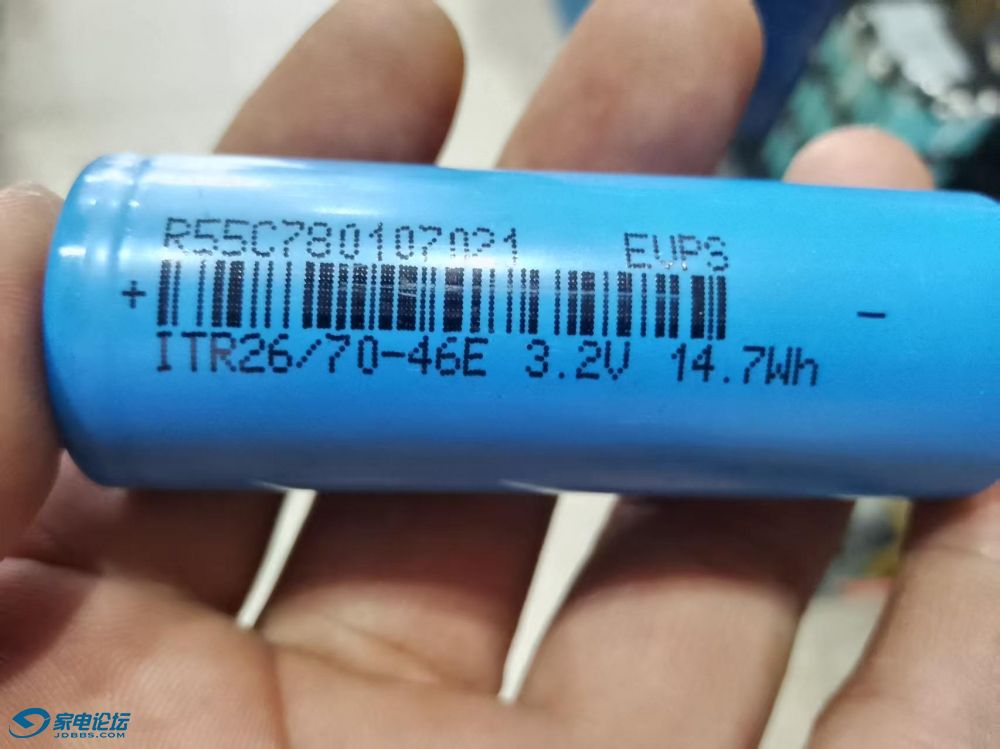 R55C780107021 EVPS
+ -
ITR26/70-46E 3.2V 14.7Wh
家电论坛
JDBBS.COM